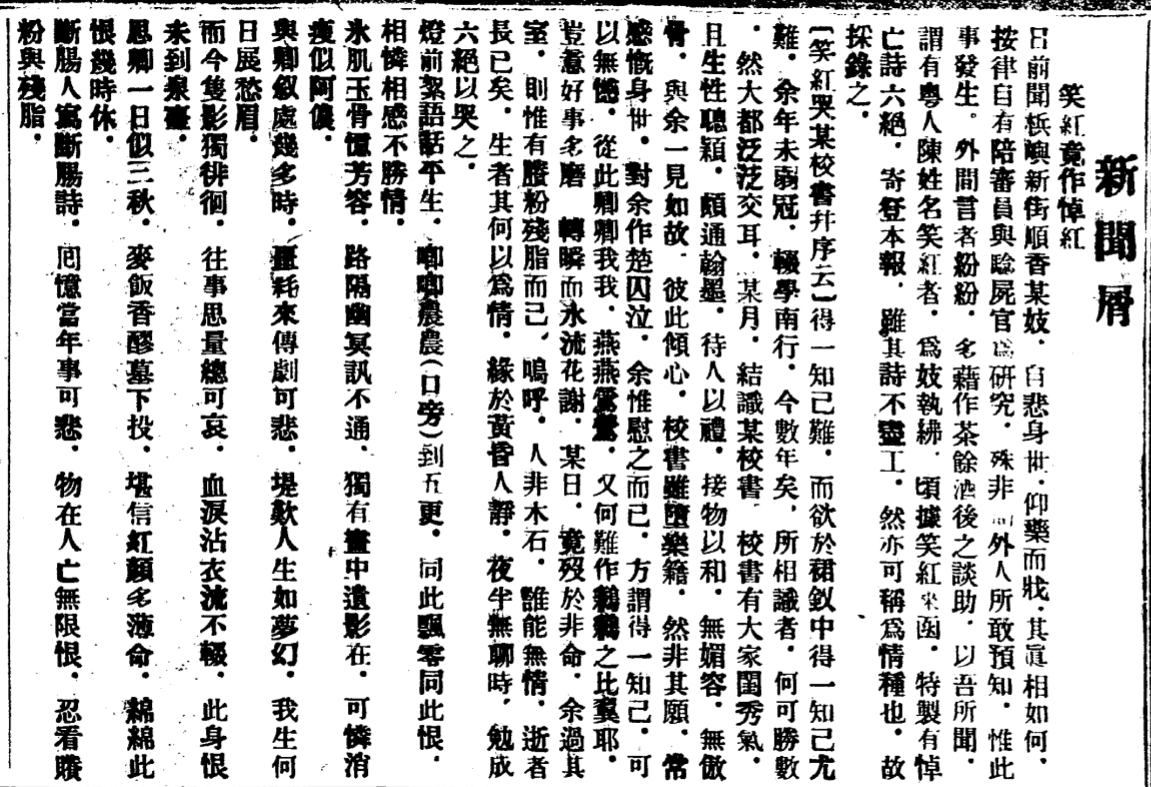 新聞屑
笑紅竟作悼紅
日前聞梹嶼新街順香某妓．自悲身世．仰藥而戕．其眞相如何．
按律自有陪審員與騐屍官爲研究．殊非局外人所敢預知．惟此
事發生。外間言者紛紛．多藉作茶餘酒後之談助．以吾所聞．
謂有粤人陳姓名笑紅者．爲妓執紼．頃據笑紅來函．特製有悼
亡詩六絕．寄登本報．雖其詩不盡工．然亦可稱爲情種也．故
採錄之．
〔笑紅哭某校書幷序云〕得一知己難．而欲於裙釵中得一知己尤
難．余年未弱冠．輟學南行．今數年矣．所相識者．何可勝數
．然大都泛泛交耳．某月．結識某校書．校書有大家閨秀氣．
且生性聰穎．頗通翰墨．待人以禮．接物以和．無媚容．無傲
骨．與余一見如故．彼此傾心．校書雖墮樂籍．然非其願．常
感慨身世．對余作楚囚泣．余惟慰之而已．方謂得一知己．可
以無憾．從此卿卿我我．燕燕鶯鶯．又何難作鶼鶼之比翼耶．
豈意好事多磨　轉瞬而水流花謝．某日．竟歿於非命．余過其
室．則惟有賸粉殘脂而已．嗚呼．人非木石．誰能無情．逝者
長已矣．生者其何以爲情．緣於黃昏人靜．夜半無聊時．勉成
六絕以哭之．
燈前絮語話平生．唧唧農農（口旁）到五更．同此飄零同此恨．
相憐相感不勝情．
氷肌玉骨憶芳容．路隔幽冥訊不通．獨有畫中遺影在．可憐消
瘦似阿儂．
與卿叙處幾多時．噩耗來傳劇可悲．堤歎人生如夢幻．我生何
日展愁眉．
而今隻影獨徘徊．往事思量總可哀．血淚沾衣流不輟．此身恨
未到泉臺．
思卿一日似三秋．麥飯香醪墓下投．堪信紅顏多薄命．綿綿此
恨幾時休．
斷腸人寫斷腸詩．囘憶當年事可悲．物在人亡無限恨．忍看賸
粉與殘脂．